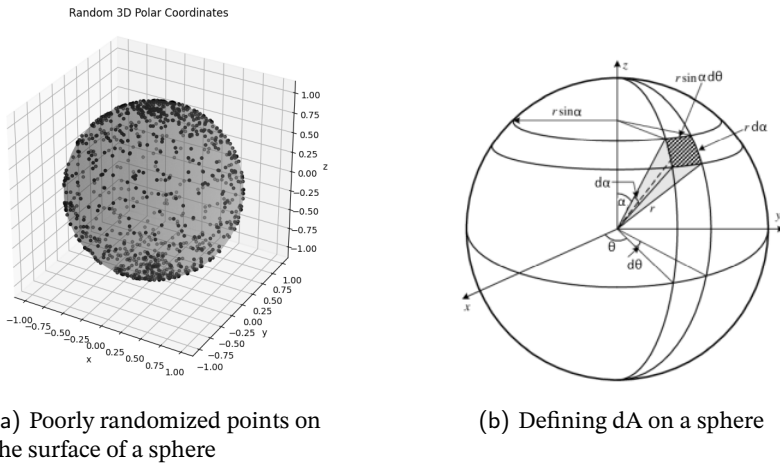 Random 3D Polar Coordinates
1.00
0.75
0.50
0.25
0.00
−0.25
−0.50
−0.75
−1.00
z
−1.00
−0.75
−0.50
−0.25
0.00
0.25
0.50
0.75
1.00
x
1.00
0.75
0.50
0.25
0.00
−0.25
−0.50
−0.75
−1.00
y
a) Poorly randomized points on
he surface of a sphere
z
r sinα dθ
r sinα
r dα
dα
α
r
y
θ
dθ
x
(b) Defining dA on a sphere